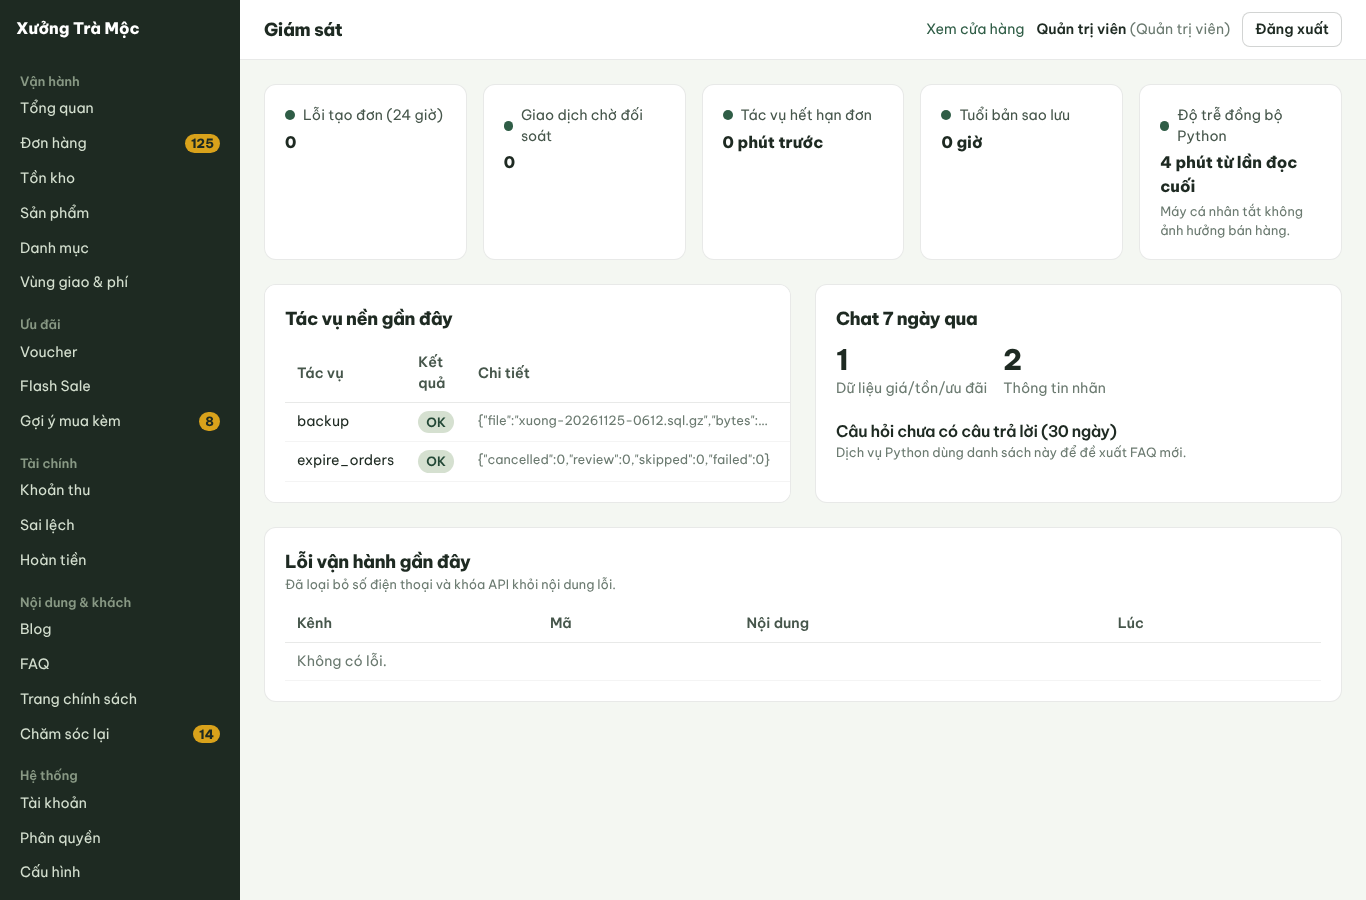 Xưởng Trà Mộc
Vận hành
Tổng quan
Đơn hàng 125
Tồn kho
Sản phẩm
Danh mục
Vùng giao & phí
Ưu đãi
Voucher
Flash Sale
Gợi ý mua kèm 8
Tài chính
Khoản thu
Sai lệch
Hoàn tiền
Nội dung & khách
Blog
FAQ
Trang chính sách
Chăm sóc lại 14
Hệ thống
Tài khoản
Phân quyền
Cấu hình
Giám sát
Xem cửa hàng Quản trị viên (Quản trị viên) Đăng xuất
Lỗi tạo đơn (24 giờ)
0
Giao dịch chờ đối
soát
0
Tác vụ hết hạn đơn
0 phút trước
Tuổi bản sao lưu
0 giờ
Độ trễ đồng bộ
Python
4 phút từ lần đọc
cuối
Máy cá nhân tắt không
ảnh hưởng bán hàng.
Tác vụ nền gần đây
Tác vụ Kết quả Chi tiết
backup OK {"file":"xuong-20261125-0612.sql.gz","bytes":...
expire_orders OK {"cancelled":0,"review":0,"skipped":0,"failed":0}
Chat 7 ngày qua
1 2
Dữ liệu giá/tồn/ưu đãi Thông tin nhãn
Câu hỏi chưa có câu trả lời (30 ngày)
Dịch vụ Python dùng danh sách này để đề xuất FAQ mới.
Lỗi vận hành gần đây
Đã loại bỏ số điện thoại và khóa API khỏi nội dung lỗi.
Kênh Mã Nội dung Lúc
Không có lỗi.